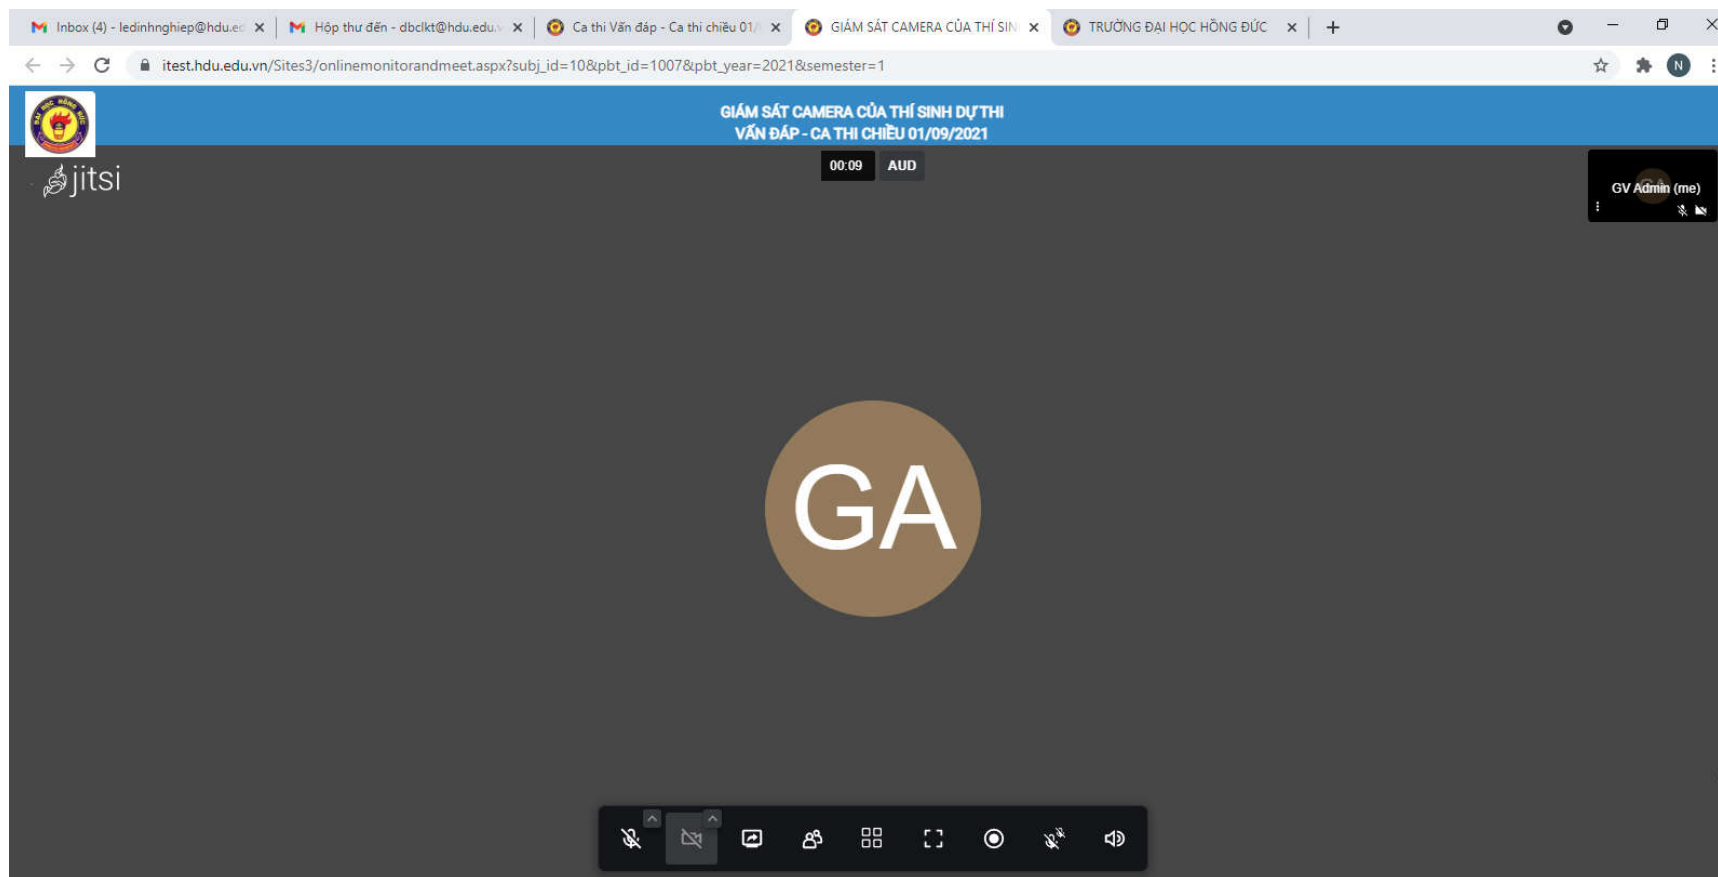 Inbox (4) - ledinhnghiep@hdu.ed
Hộp thư đến - dbclkt@hdu.edu.v
Ca thi Vấn đáp - Ca thi chiều 01/
GIÁM SÁT CAMERA CỦA THÍ SIN
TRƯỜNG ĐẠI HỌC HỒNG ĐỨC
itest.hdu.edu.vn/Sites3/onlinemonitorandmeet.aspx?subj_id=10&pbt_id=1007&pbt_year=2021&semester=1
N
GIÁM SÁT CAMERA CỦA THÍ SINH DỰ THI
VẤN ĐÁP - CA THI CHIỀU 01/09/2021
jitsi
00:09 AUD
GV Admin (me)
GA